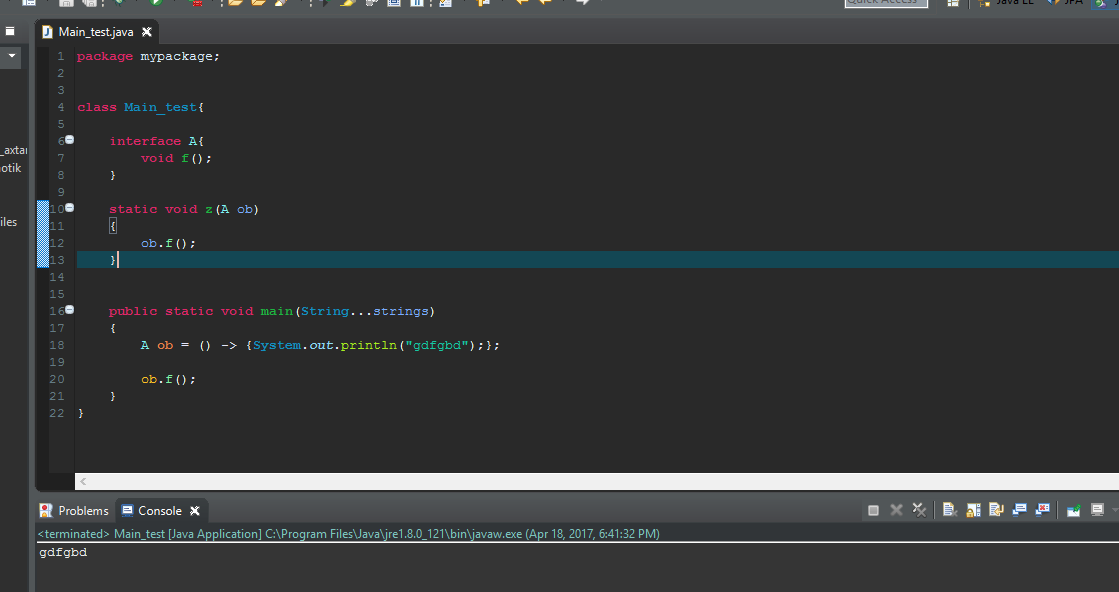 Quick Access
Java EE
JPA
Main_test.java
_axtar
otik
iles
1 package mypackage;
2
3
4 class Main_test{
5
6 interface A{
7 void f();
8 }
9
10 static void z(A ob)
11 {
12 ob.f();
13 }
14
15
16 public static void main(String...strings)
17 {
18 A ob = () -> {System.out.println("gdfgbd");};
19
20 ob.f();
21 }
22 }
Problems Console
<terminated> Main_test [Java Application] C:\Program Files\Java\jre1.8.0_121\bin\javaw.exe (Apr 18, 2017, 6:41:32 PM)
gdfgbd